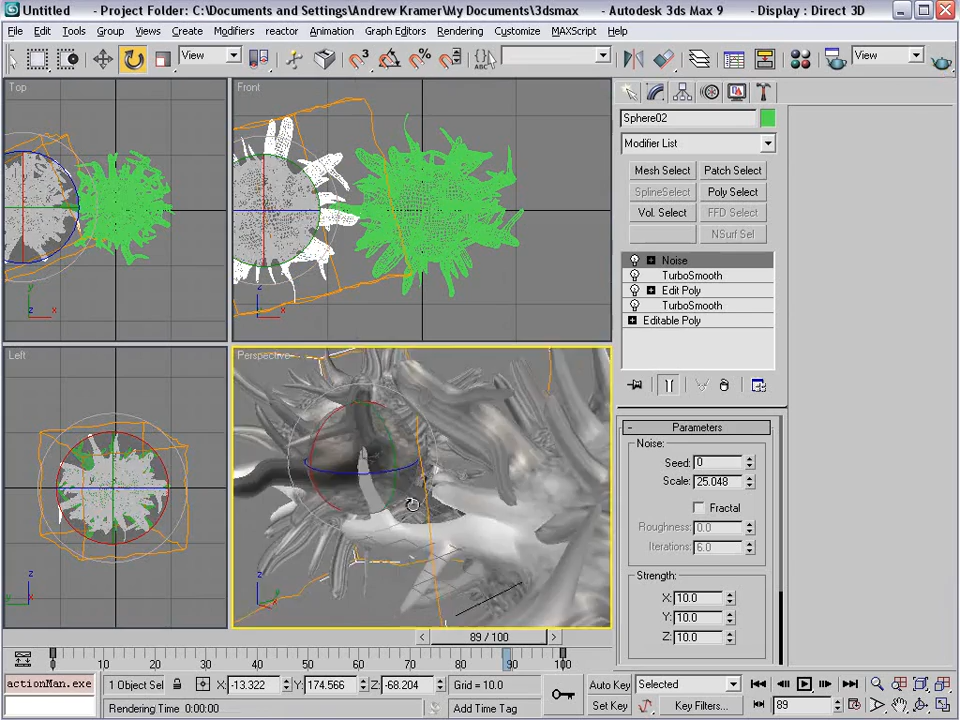 Untitled - Project Folder: C:\Documents and Settings\Andrew Kramer\My Documents\3dsmax - Autodesk 3ds Max 9 - Display : Direct 3D
File Edit Tools Group Views Create Modifiers reactor Animation Graph Editors Rendering Customize MAXScript Help
View 3 % ABC View
Top
Front
Left
Perspective
y
z
x
z
x
z
y
z
x
Sphere02
Modifier List
Mesh Select Patch Select
SplineSelect Poly Select
Vol. Select FFD Select
NSurf Sel
Noise
TurboSmooth
Edit Poly
TurboSmooth
Editable Poly
- Parameters
Noise:
Seed: 0
Scale: 25.048
Fractal
Roughness: 0.0
Iterations: 6.0
Strength:
X: 10.0
Y: 10.0
Z: 10.0
< 89 / 100 >
0 10 20 30 40 50 60 70 80 90 100
actionMan.exe 1 Object Sel X: -13.322 Y: 174.566 Z: -68.204 Grid = 10.0 Auto Key Selected
Rendering Time 0:00:00 Add Time Tag Set Key Key Filters... 89